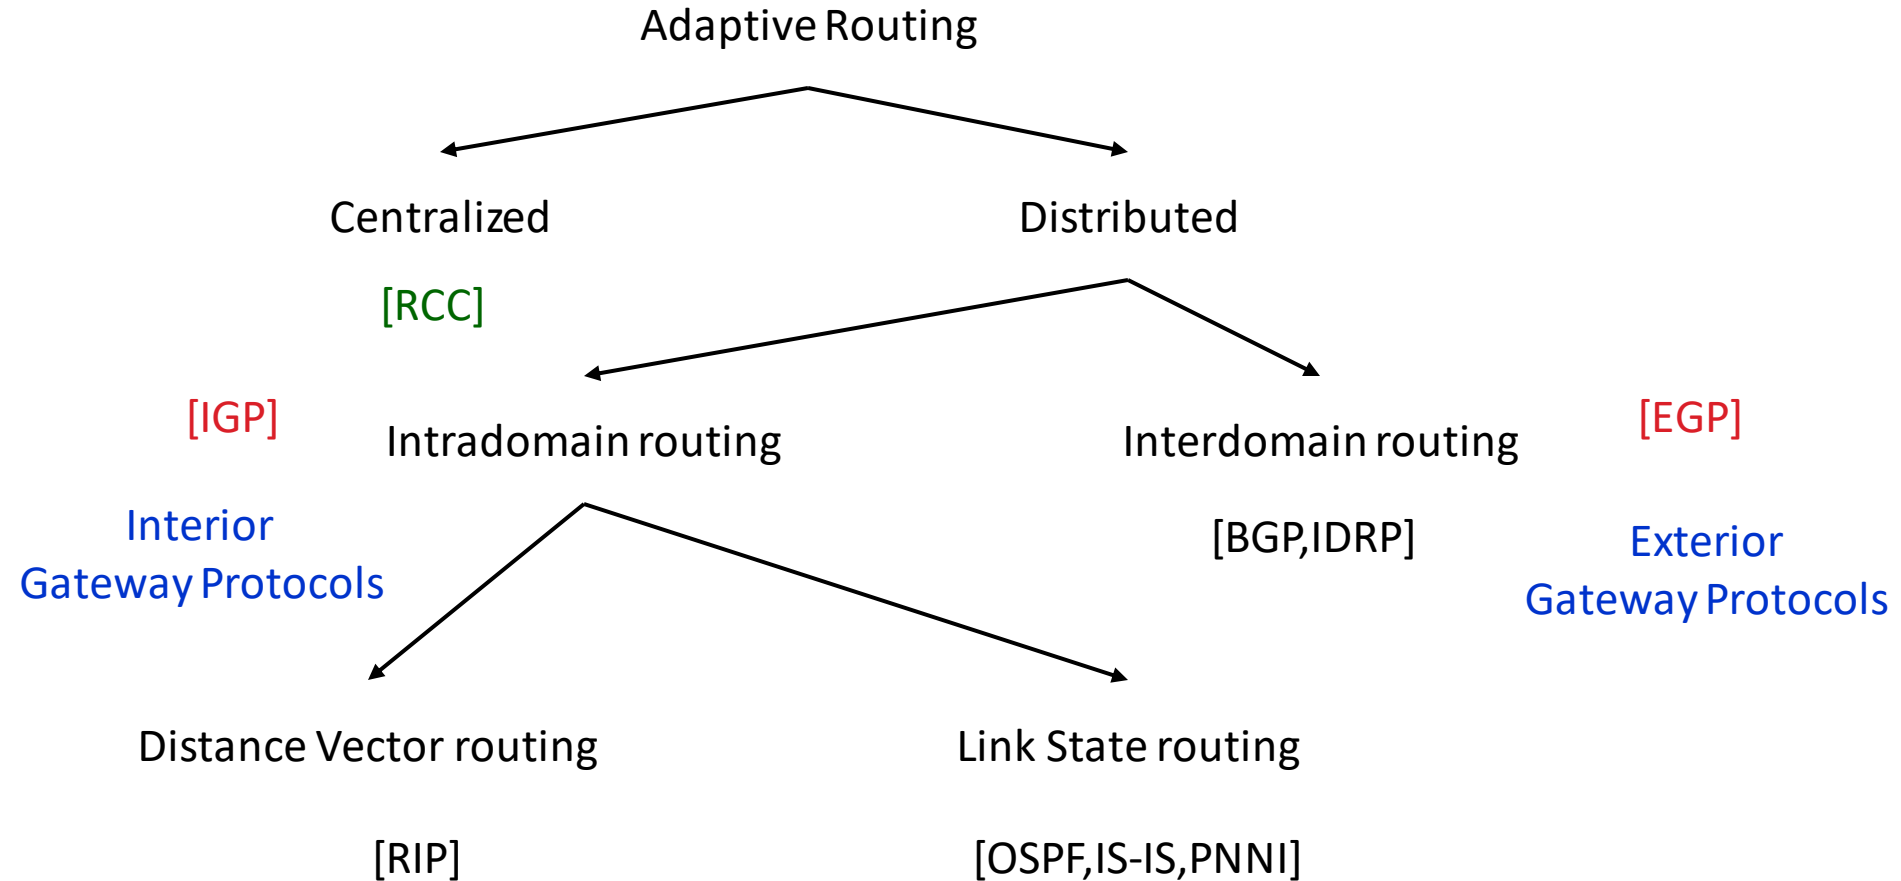 Adaptive Routing
Centralized
Distributed
[RCC]
[IGP]
Intradomain routing
Interdomain routing
[EGP]
Interior
Gateway Protocols
[BGP,IDRP]
Exterior
Gateway Protocols
Distance Vector routing
Link State routing
[RIP]
[OSPF,IS-IS,PNNI]